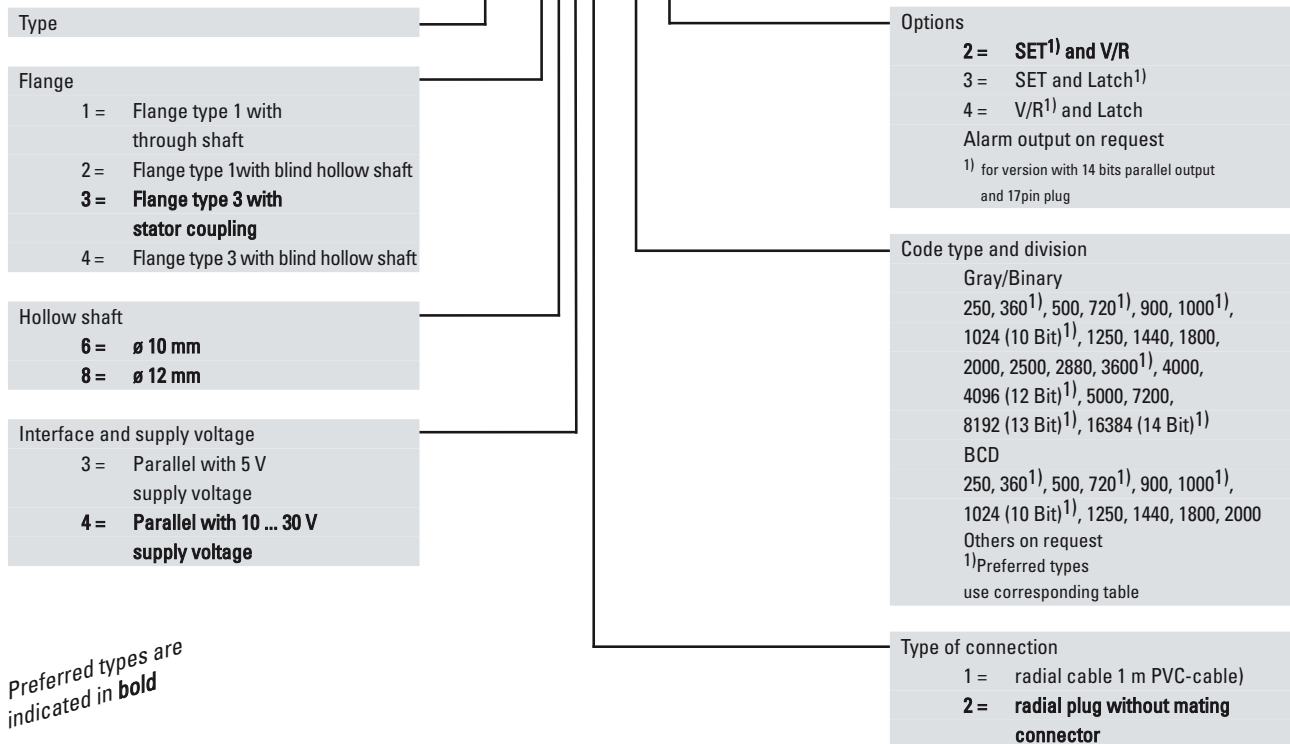 Type
Flange
1 = Flange type 1 with
through shaft
2 = Flange type 1with blind hollow shaft
3 = Flange type 3 with
stator coupling
4 = Flange type 3 with blind hollow shaft
Hollow shaft
6 = ø 10 mm
8 = ø 12 mm
Interface and supply voltage
3 = Parallel with 5 V
supply voltage
4 = Parallel with 10 ... 30 V
supply voltage
Preferred types are
indicated in bold
Options
2 = SET1) and V/R
3 = SET and Latch1)
4 = V/R1) and Latch
Alarm output on request
1) for version with 14 bits parallel output
and 17pin plug
Code type and division
Gray/Binary
250, 3601), 500, 7201), 900, 10001),
1024 (10 Bit)1), 1250, 1440, 1800,
2000, 2500, 2880, 36001), 4000,
4096 (12 Bit)1), 5000, 7200,
8192 (13 Bit)1), 16384 (14 Bit)1)
BCD
250, 3601), 500, 7201), 900, 10001),
1024 (10 Bit)1), 1250, 1440, 1800, 2000
Others on request
1)Preferred types
use corresponding table
Type of connection
1 = radial cable 1 m PVC-cable)
2 = radial plug without mating
connector